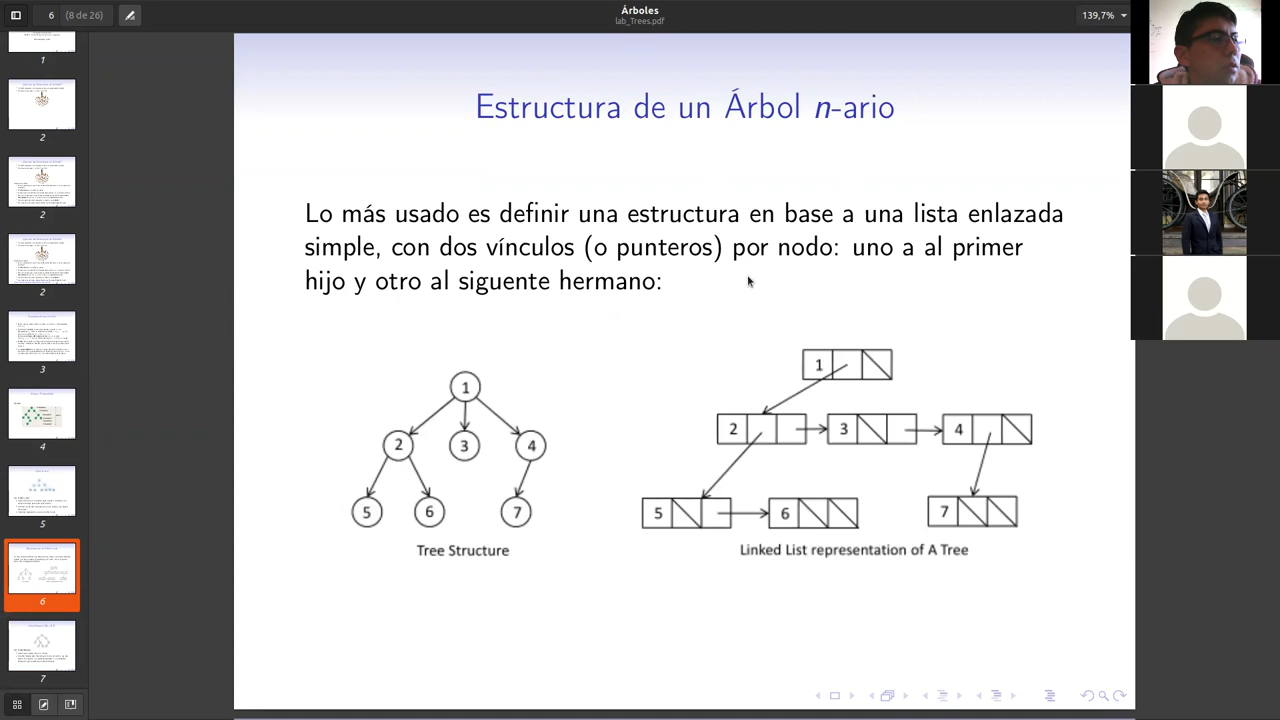 Árboles
lab_Trees.pdf
6 (8 de 26)
139,7%
1
2
2
2
3
4
5
6
7
Estructura de un Árbol n-ario
Lo más usado es definir una estructura en base a una lista enlazada
simple, con dos vínculos (o punteros) por nodo: uno a al primer
hijo y otro al siguente hermano:
1
2 3 4
5 6 7
Tree Structure
1
2 3 4
5 6 7
Linked List representation of A Tree